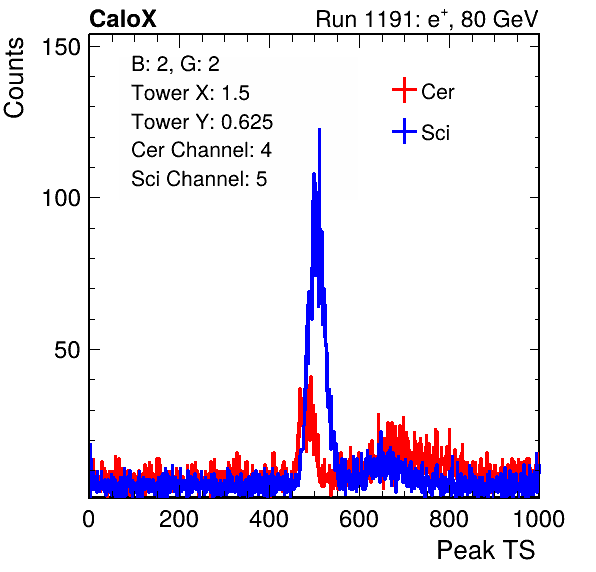 CaloX Run 1191: e⁺, 80 GeV
Counts
150
100
50
B: 2, G: 2
Tower X: 1.5
Tower Y: 0.625
Cer Channel: 4
Sci Channel: 5
Cer
Sci
0 200 400 600 800 1000
Peak TS